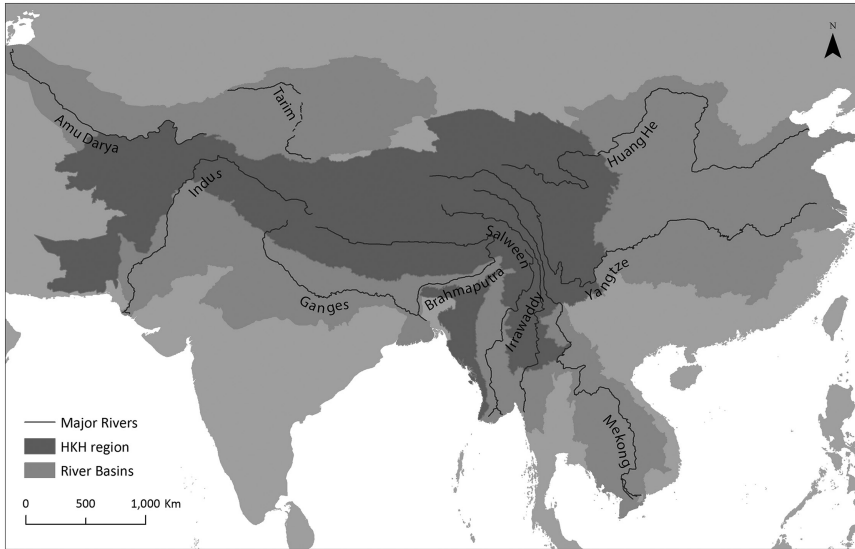 N
Tarim
Amu Darya
Huang He
Indus
Salween
Yangtze
Brahmaputra
Ganges
Irrawaddy
Mekong
Major Rivers
HKH region
River Basins
0 500 1,000 Km